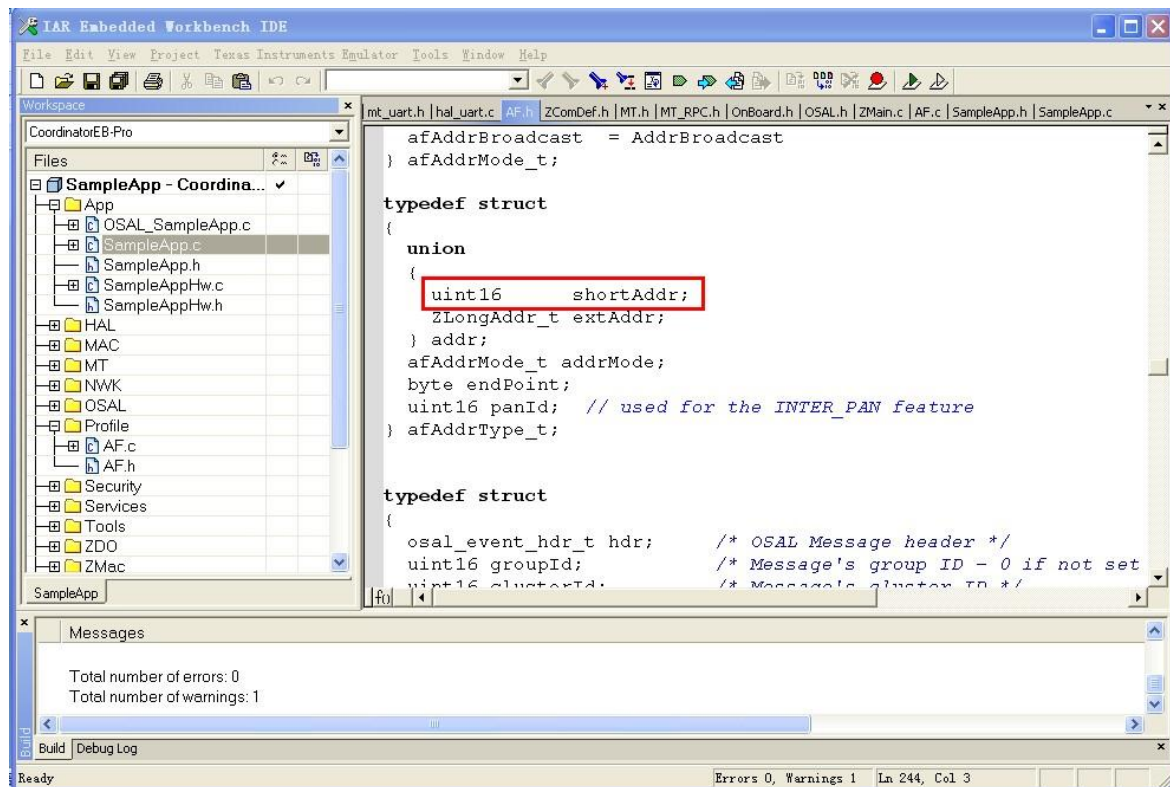 IAR Embedded Workbench IDE
File Edit View Project Texas Instruments Emulator Tools Window Help
Workspace
mt_uart.h | hal_uart.c | AF.h | ZComDef.h | MT.h | MT_RPC.h | OnBoard.h | OSAL.h | ZMain.c | AF.c | SampleApp.h | SampleApp.c
CoordinatorEB-Pro
Files
SampleApp - Coordina...
App
OSAL_SampleApp.c
SampleApp.c
SampleApp.h
SampleAppHw.c
SampleAppHw.h
HAL
MAC
MT
NWK
OSAL
Profile
AF.c
AF.h
Security
Services
Tools
ZDO
ZMac
SampleApp
afAddrBroadcast = AddrBroadcast
} afAddrMode_t;
typedef struct
{
union
{
uint16 shortAddr;
ZLongAddr_t extAddr;
} addr;
afAddrMode_t addrMode;
byte endPoint;
uint16 panId; // used for the INTER_PAN feature
} afAddrType_t;
typedef struct
{
osal_event_hdr_t hdr; /* OSAL Message header */
uint16 groupId; /* Message's group ID - 0 if not set
uint16 clusterId; /* Message's cluster ID */
f()
Messages
Total number of errors: 0
Total number of warnings: 1
Build
Build Debug Log
Ready
Errors 0, Warnings 1 Ln 244, Col 3